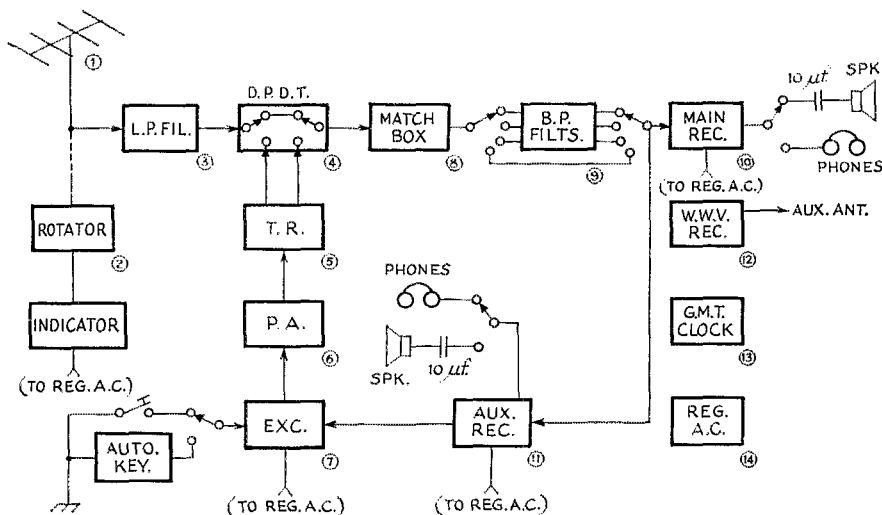 ①
D.P.D.T.
L.P. FIL.
③
④
MATCH
BOX
⑧
B.P.
FILTS.
⑨
MAIN
REC.
⑩
10 µf.
SPK
PHONES
(TO REG. A.C.)
W.W.V.
REC.
⑫
AUX. ANT.
ROTATOR
②
T. R.
⑤
PHONES
G.M.T.
CLOCK
⑬
INDICATOR
(TO REG. A.C.)
P. A.
⑥
SPK.
10 µf.
AUTO.
KEY.
EXC.
⑦
(TO REG. A.C.)
AUX.
REC.
⑪
(TO REG. A.C.)
REG.
A.C.
⑭